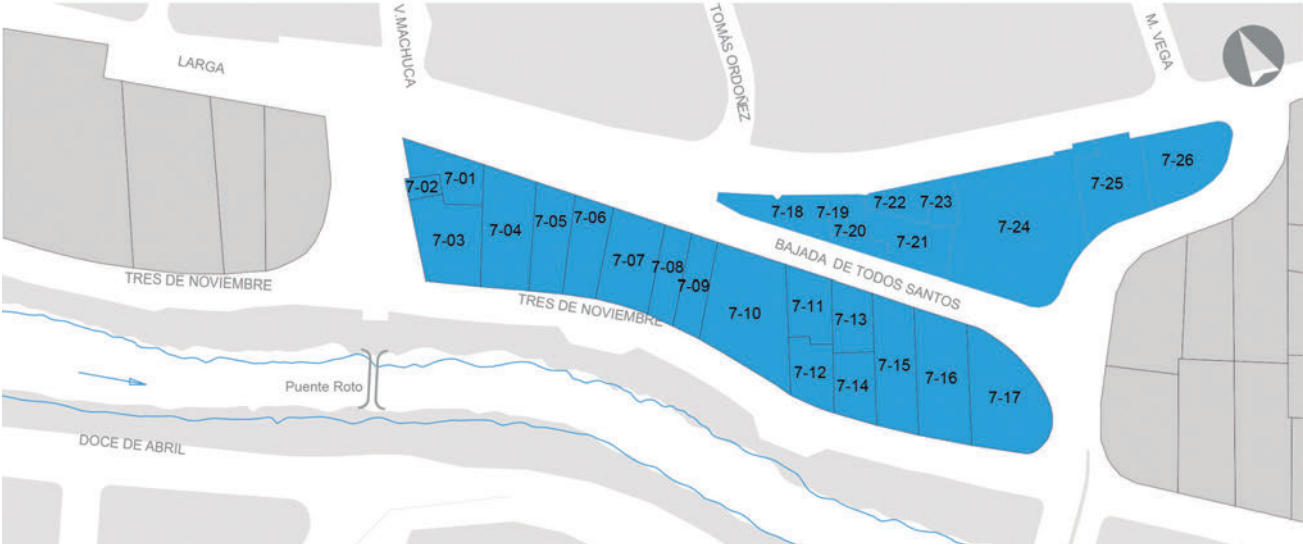 V.MACHUCA
TOMÁS ORDOÑEZ
M. VEGA
LARGA
7-01
7-02
7-03
7-04
7-05
7-06
7-07
7-08
7-09
7-10
7-11
7-12
7-13
7-14
7-15
7-16
7-17
7-18
7-19
7-20
7-21
7-22
7-23
7-24
7-25
7-26
BAJADA DE TODOS SANTOS
TRES DE NOVIEMBRE
TRES DE NOVIEMBRE
Puente Roto
DOCE DE ABRIL